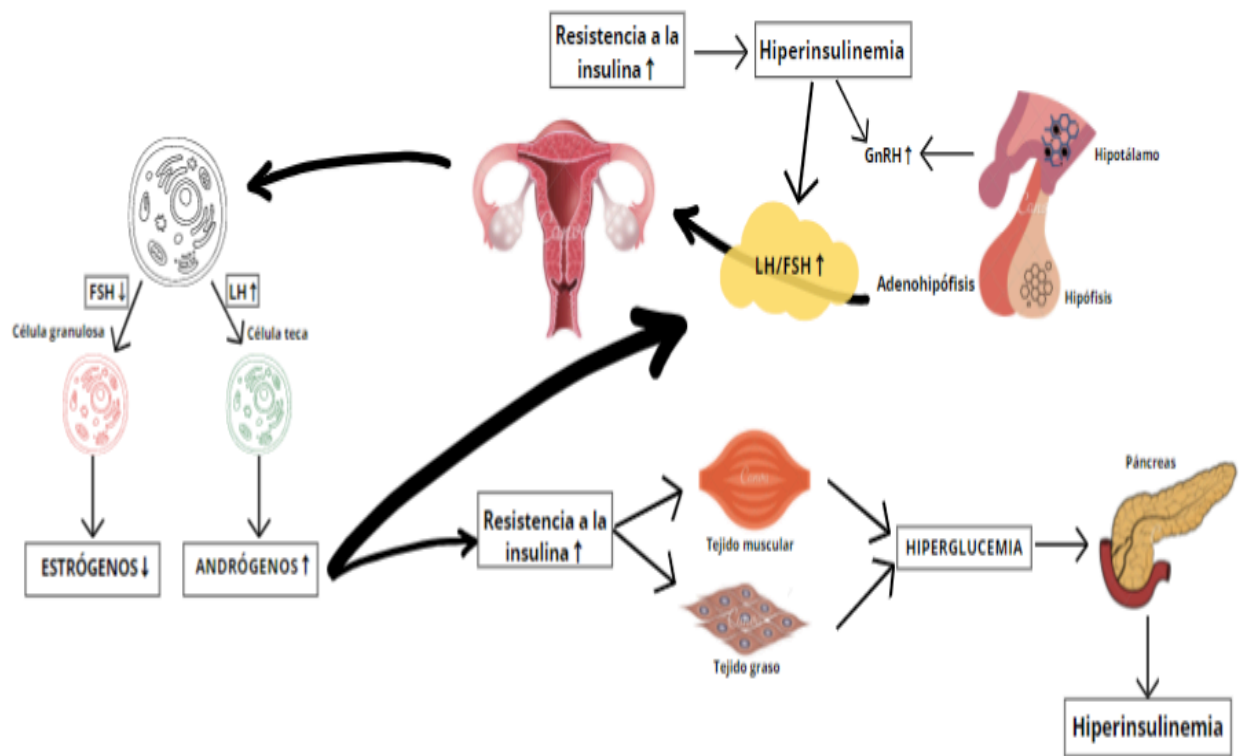 Resistencia a la
insulina ↑
Hiperinsulinemia
GnRH ↑
Hipotálamo
LH/FSH ↑
Adenohipófisis
Hipófisis
FSH ↓
LH ↑
Célula granulosa
Célula teca
ESTRÓGENOS ↓
ANDRÓGENOS ↑
Resistencia a la
insulina ↑
Tejido muscular
Tejido graso
HIPERGLUCEMIA
Páncreas
Hiperinsulinemia